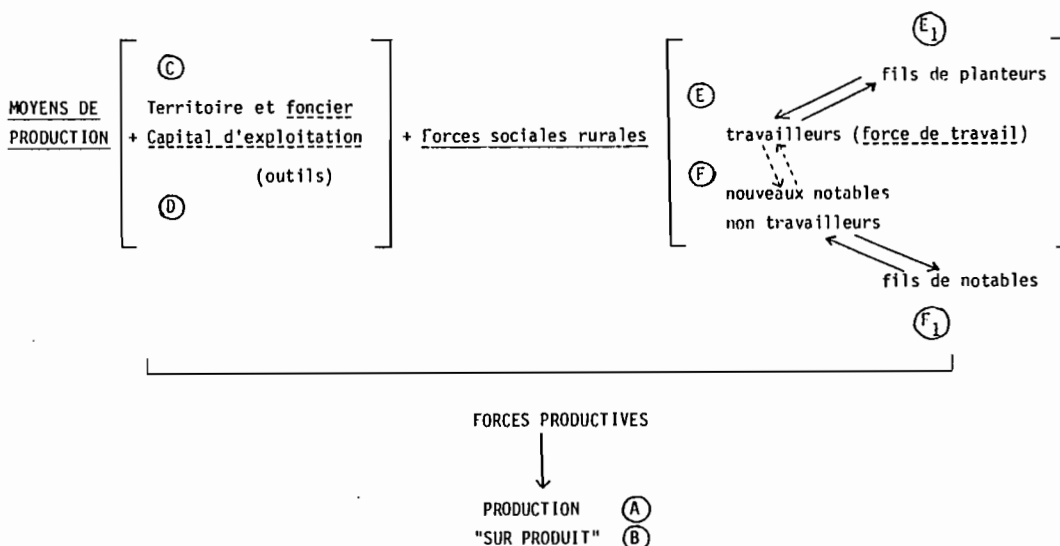 E1
C
fils de planteurs
MOYENS DE
PRODUCTION
Territoire et foncier
+ Capital d'exploitation
(outils)
D
+ Forces sociales rurales
E
travailleurs (force de travail)
F
nouveaux notables
non travailleurs
fils de notables
F1
FORCES PRODUCTIVES
PRODUCTION A
"SUR PRODUIT" B